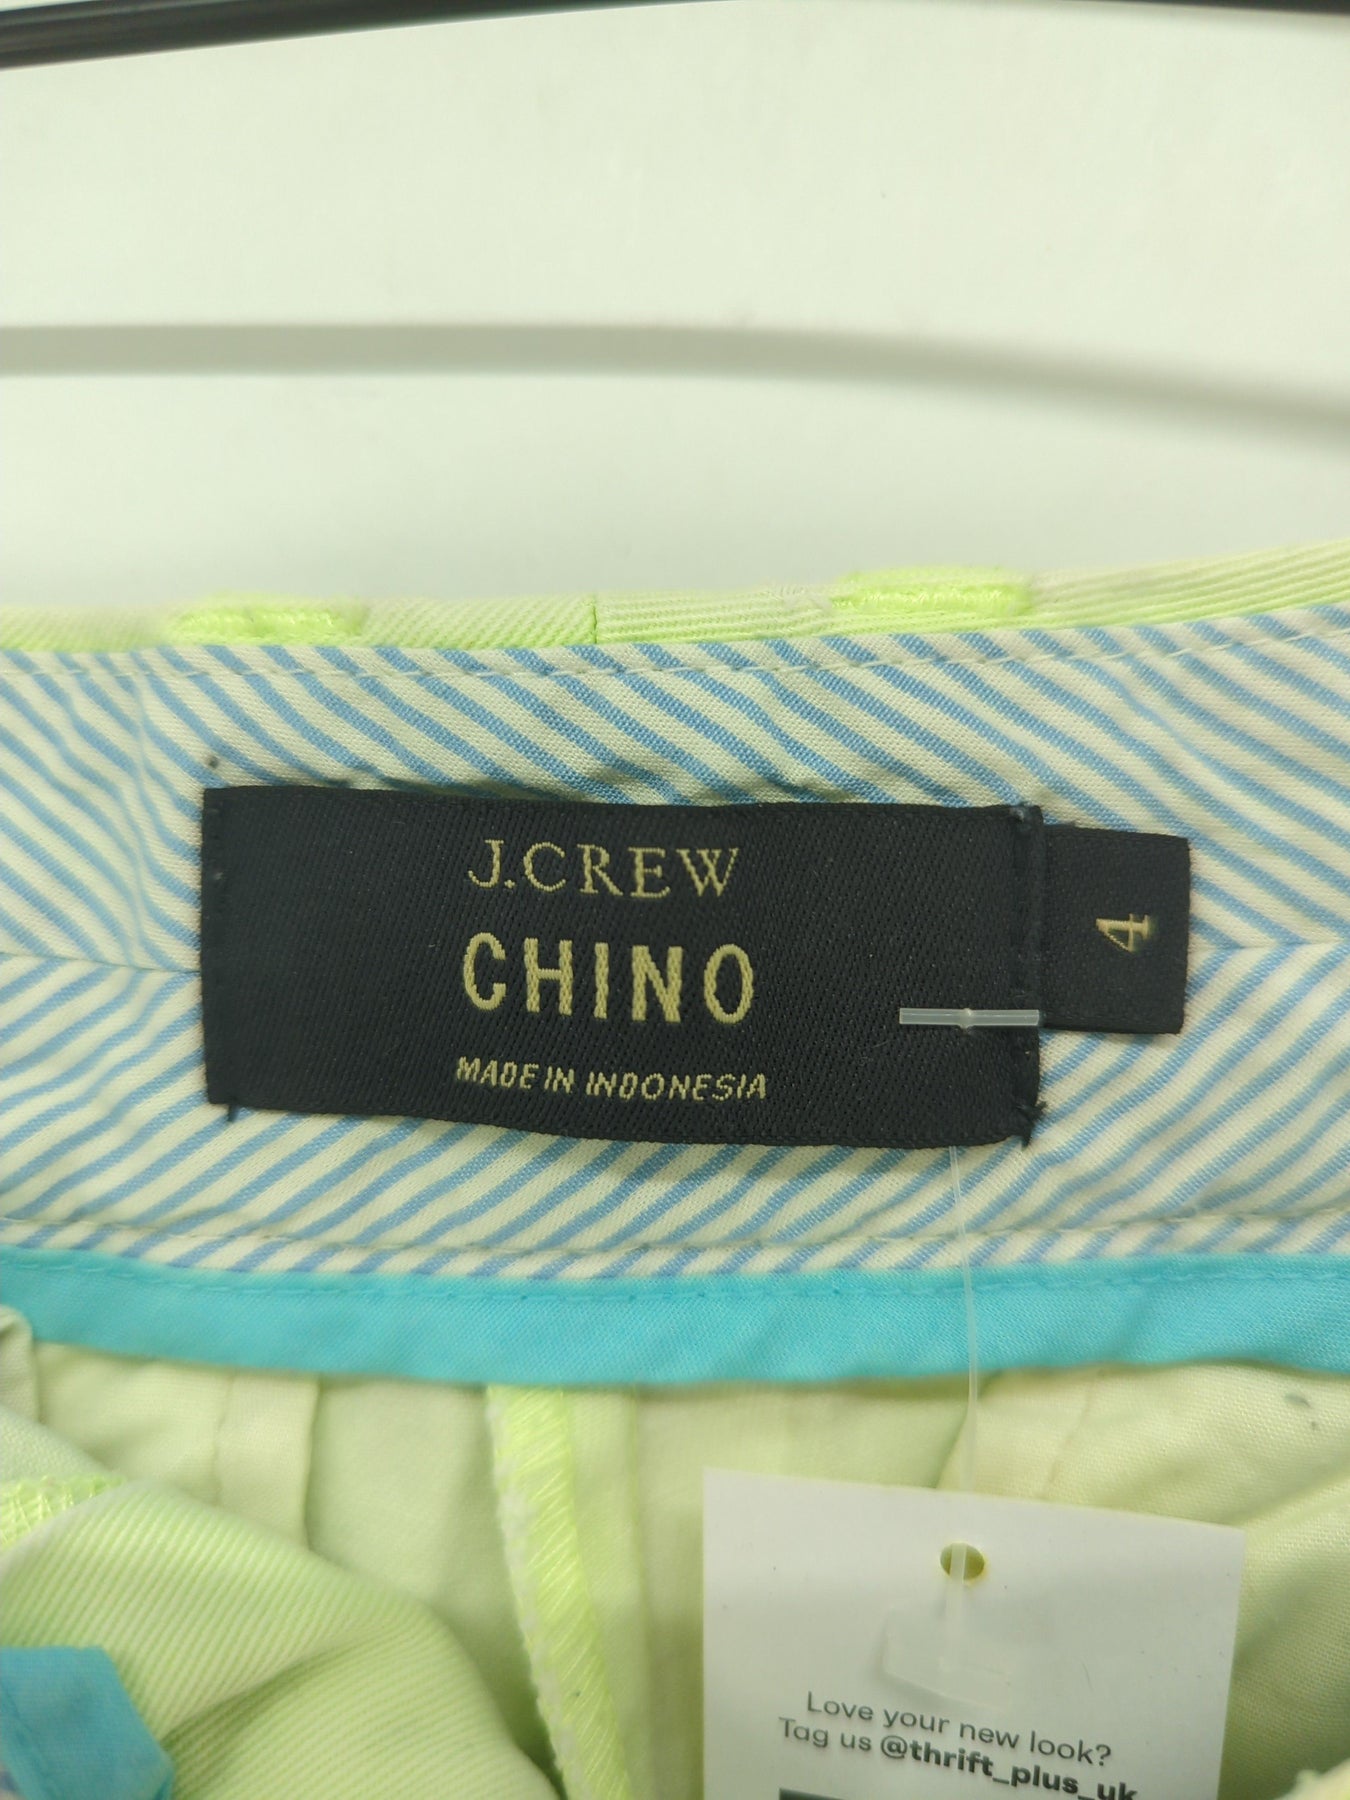 J.CREW
CHINO
MADE IN INDONESIA
4
Love your new look?
Tag us @thrift_plus_uk